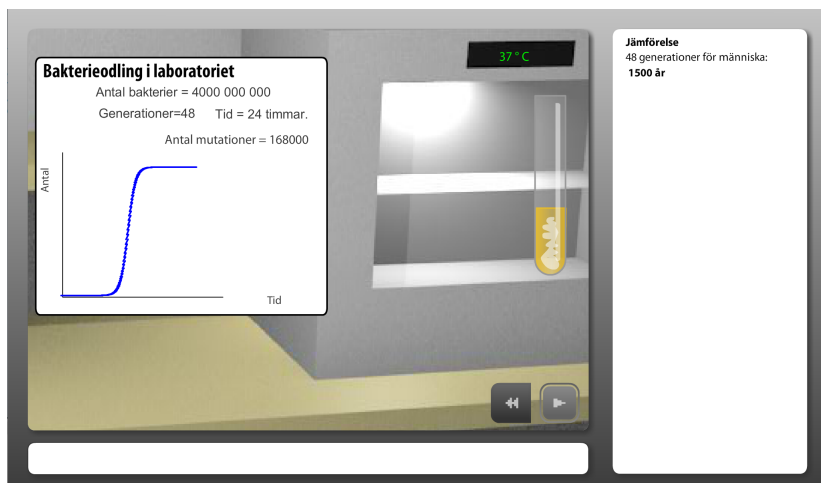 37° C
Bakterieodling i laboratoriet
Antal bakterier = 4000 000 000
Generationer=48 Tid = 24 timmar.
Antal mutationer = 168000
Antal
Tid
Jämförelse
48 generationer för människa:
1500 år